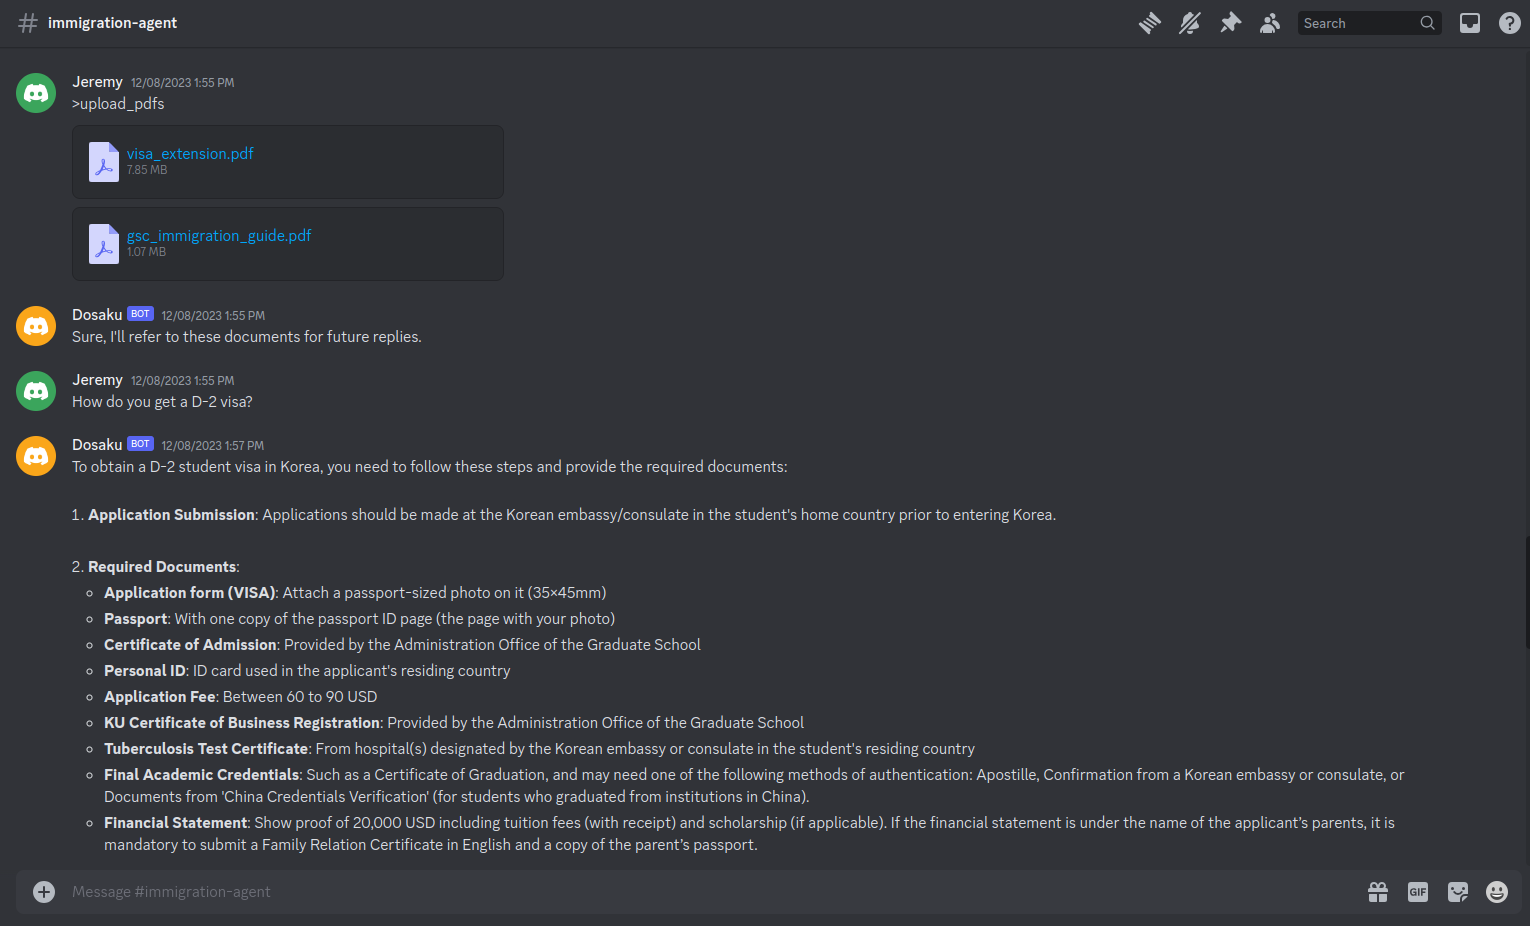 # immigration-agent
Search
Jeremy 12/08/2023 1:55 PM
>upload_pdfs
visa_extension.pdf
7.85 MB
gsc_immigration_guide.pdf
1.07 MB
Dosaku BOT 12/08/2023 1:55 PM
Sure, I'll refer to these documents for future replies.
Jeremy 12/08/2023 1:55 PM
How do you get a D-2 visa?
Dosaku BOT 12/08/2023 1:57 PM
To obtain a D-2 student visa in Korea, you need to follow these steps and provide the required documents:
1. Application Submission: Applications should be made at the Korean embassy/consulate in the student's home country prior to entering Korea.
2. Required Documents:
◦ Application form (VISA): Attach a passport-sized photo on it (35×45mm)
◦ Passport: With one copy of the passport ID page (the page with your photo)
◦ Certificate of Admission: Provided by the Administration Office of the Graduate School
◦ Personal ID: ID card used in the applicant's residing country
◦ Application Fee: Between 60 to 90 USD
◦ KU Certificate of Business Registration: Provided by the Administration Office of the Graduate School
◦ Tuberculosis Test Certificate: From hospital(s) designated by the Korean embassy or consulate in the student's residing country
◦ Final Academic Credentials: Such as a Certificate of Graduation, and may need one of the following methods of authentication: Apostille, Confirmation from a Korean embassy or consulate, or
Documents from 'China Credentials Verification' (for students who graduated from institutions in China).
◦ Financial Statement: Show proof of 20,000 USD including tuition fees (with receipt) and scholarship (if applicable). If the financial statement is under the name of the applicant's parents, it is
mandatory to submit a Family Relation Certificate in English and a copy of the parent's passport.
Message #immigration-agent
GIF